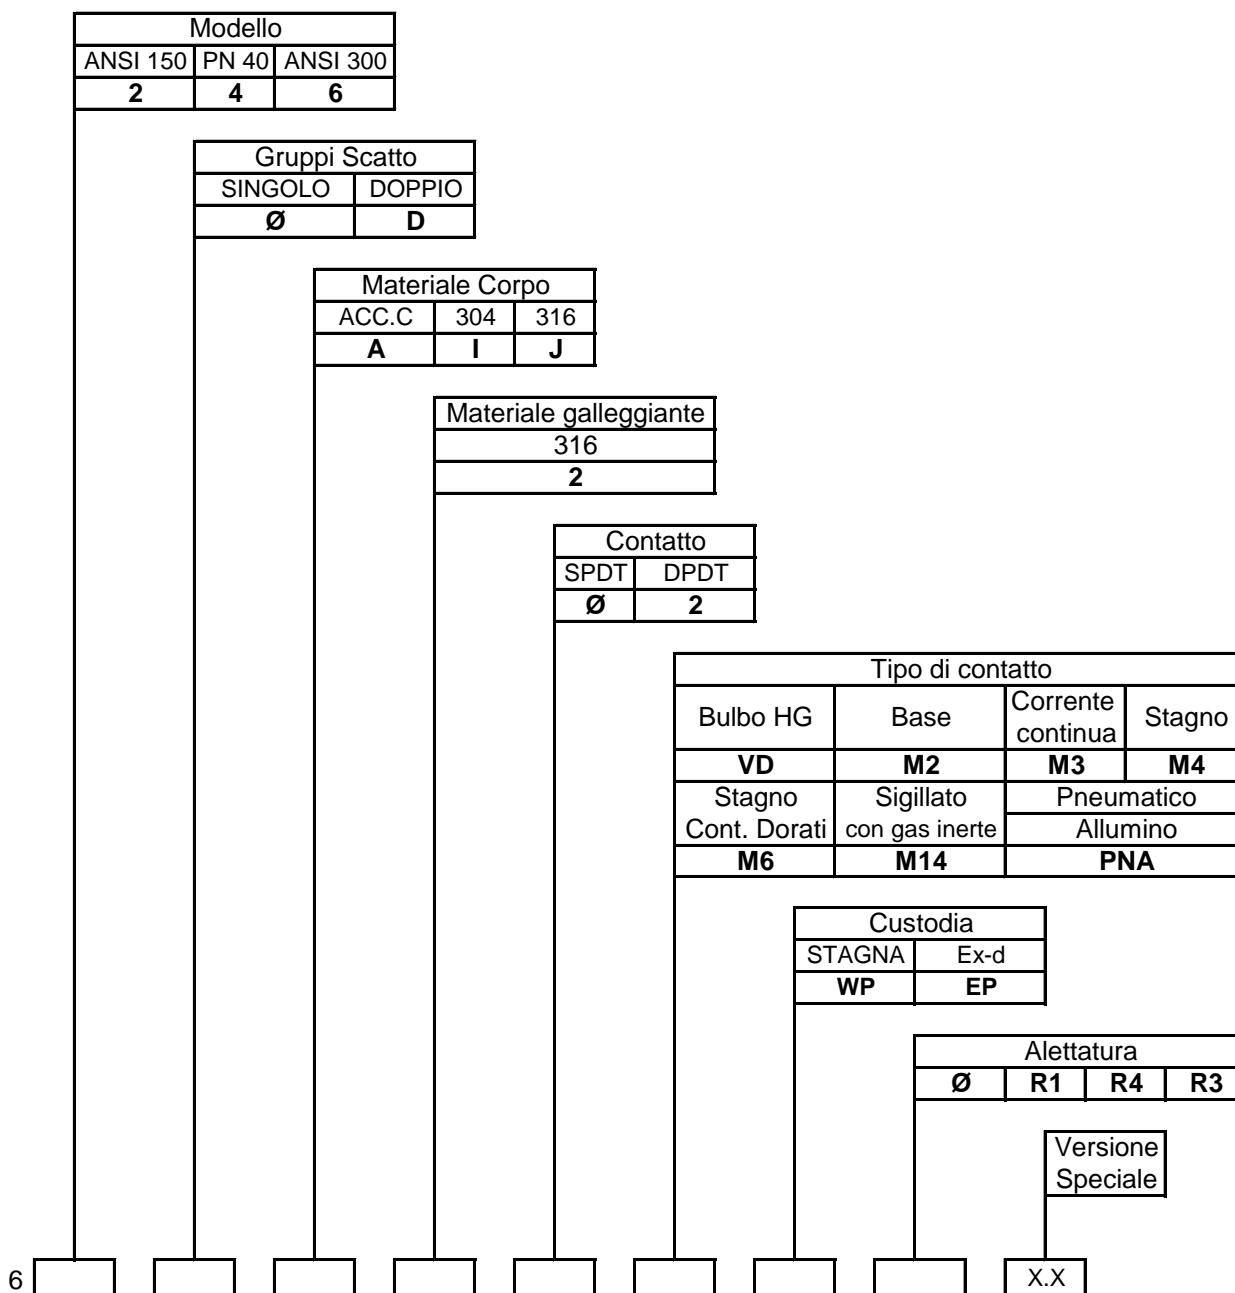 Modello
ANSI 150 PN 40 ANSI 300
2 4 6
Gruppi Scatto
SINGOLO DOPPIO
Ø D
Materiale Corpo
ACC.C 304 316
A I J
Materiale galleggiante
316
2
Contatto
SPDT DPDT
Ø 2
Tipo di contatto
Bulbo HG Base Corrente continua Stagno
VD M2 M3 M4
Stagno Sigillato Pneumatico
Cont. Dorati con gas inerte Allumino
M6 M14 PNA
Custodia
STAGNA Ex-d
WP EP
Alettatura
Ø R1 R4 R3
Versione
Speciale
6 X.X